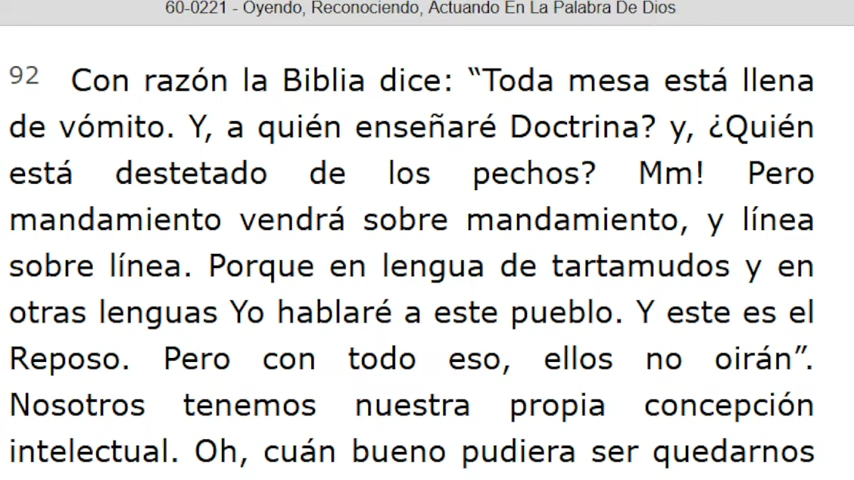 60-0221 - Oyendo, Reconociendo, Actuando En La Palabra De Dios
92 Con razón la Biblia dice: “Toda mesa está llena
de vómito. Y, a quién enseñaré Doctrina? y, ¿Quién
está destetado de los pechos? Mm! Pero
mandamiento vendrá sobre mandamiento, y línea
sobre línea. Porque en lengua de tartamudos y en
otras lenguas Yo hablaré a este pueblo. Y este es el
Reposo. Pero con todo eso, ellos no oirán”.
Nosotros tenemos nuestra propia concepción
intelectual. Oh, cuán bueno pudiera ser quedarnos